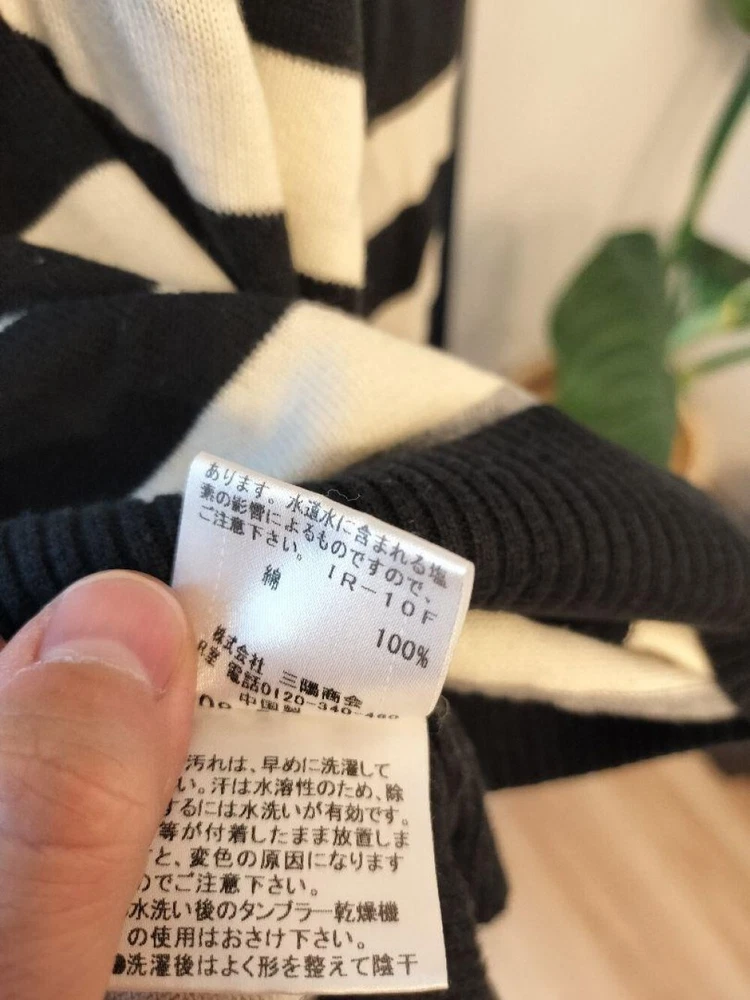 あります。水道水に含まれる塩
素の影響によるものですので、
ご注意下さい。
IR-10F
綿 100%
株式会社 三陽商会
電話0120-340-460
中国製
汚れは、早めに洗濯して
い。汗は水溶性のため、除
するには水洗いが有効です。
等が付着したまま放置しま
と、変色の原因になります
のでご注意下さい。
水洗い後のタンブラー乾燥機
の使用はおさけ下さい。
●洗濯後はよく形を整えて陰干